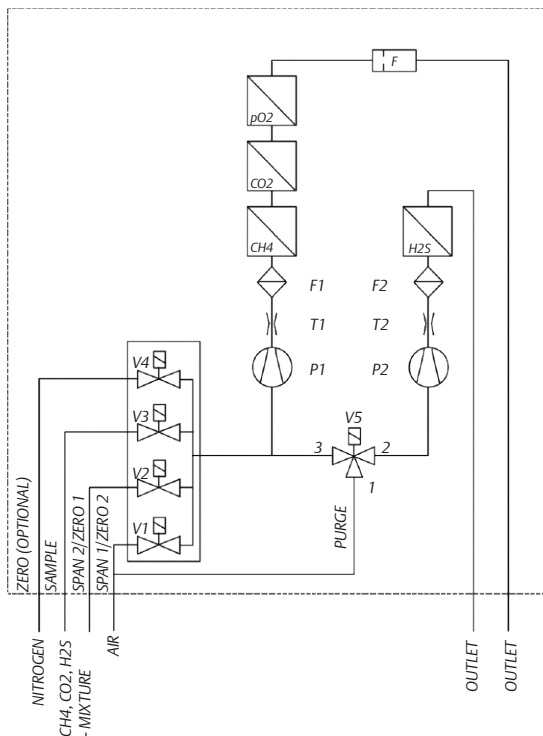 F
pO2
CO2
CH4
H2S
F1
F2
T1
T2
P1
P2
V4
V3
V5
3
2
1
V2
V1
PURGE
ZERO (OPTIONAL)
SAMPLE
SPAN 2/ZERO 1
SPAN 1/ZERO 2
NITROGEN
CH4, CO2, H2S
- MIXTURE
AIR
OUTLET
OUTLET